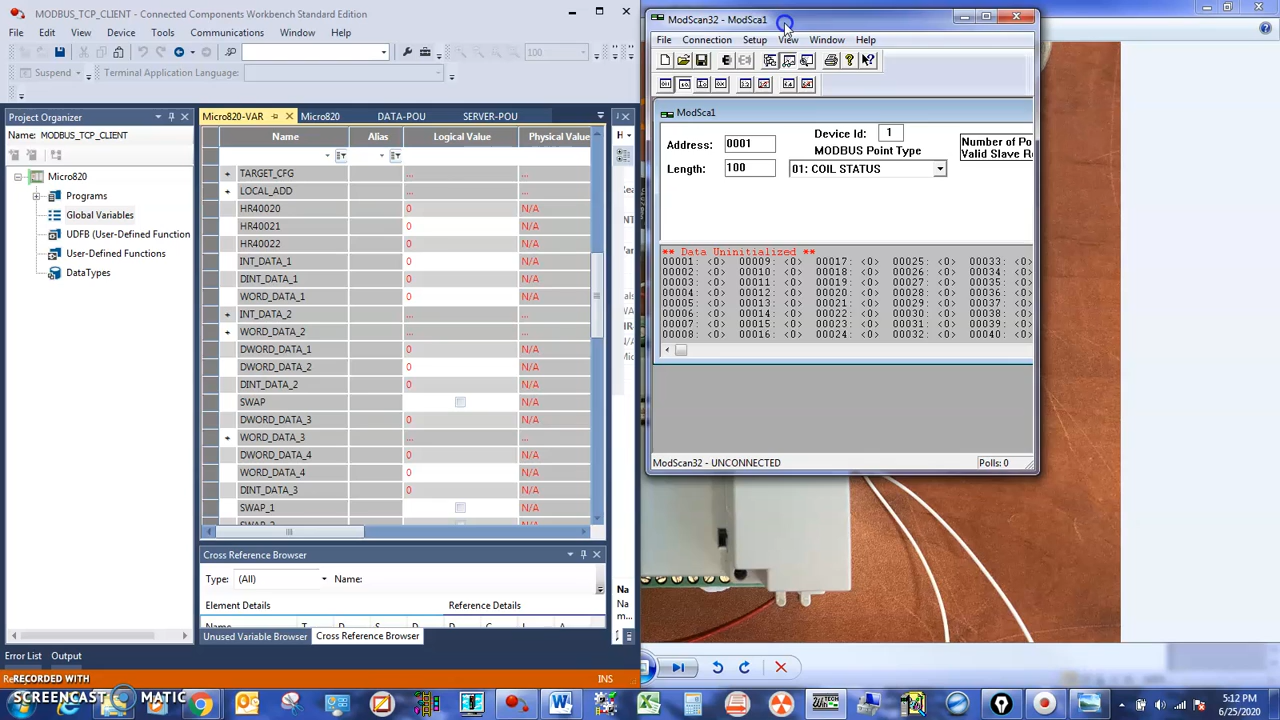 MODBUS_TCP_CLIENT - Connected Components Workbench Standard Edition
File Edit View Device Tools Communications Window Help
100
Suspend Terminal Application Language:
Project Organizer
Name: MODBUS_TCP_CLIENT
Micro820
Programs
Global Variables
UDFB (User-Defined Function
User-Defined Functions
DataTypes
Micro820-VAR Micro820 DATA-POU SERVER-POU
Name Alias Logical Value Physical Value
TARGET_CFG ... ...
LOCAL_ADD ... ...
HR40020 0 N/A
HR40021 0 N/A
HR40022 0 N/A
INT_DATA_1 0 N/A
DINT_DATA_1 0 N/A
WORD_DATA_1 0 N/A
INT_DATA_2 ... ...
WORD_DATA_2 ... ...
DWORD_DATA_1 0 N/A
DWORD_DATA_2 0 N/A
DINT_DATA_2 0 N/A
SWAP N/A
DWORD_DATA_3 0 N/A
WORD_DATA_3 ... ...
DWORD_DATA_4 0 N/A
WORD_DATA_4 0 N/A
DINT_DATA_3 0 N/A
SWAP_1 N/A
Cross Reference Browser
Type: (All) Name:
Element Details Reference Details
Unused Variable Browser Cross Reference Browser
Error List Output
INS
ModScan32 - ModSca1
File Connection Setup View Window Help
ModSca1
Address: 0001
Length: 100
Device Id: 1
MODBUS Point Type
01: COIL STATUS
Number of Po
Valid Slave Re
** Data Uninitialized **
00001: <0> 00009: <0> 00017: <0> 00025: <0> 00033: <0>
00002: <0> 00010: <0> 00018: <0> 00026: <0> 00034: <0>
00003: <0> 00011: <0> 00019: <0> 00027: <0> 00035: <0>
00004: <0> 00012: <0> 00020: <0> 00028: <0> 00036: <0>
00005: <0> 00013: <0> 00021: <0> 00029: <0> 00037: <0>
00006: <0> 00014: <0> 00022: <0> 00030: <0> 00038: <0>
00007: <0> 00015: <0> 00023: <0> 00031: <0> 00039: <0>
00008: <0> 00016: <0> 00024: <0> 00032: <0> 00040: <0>
ModScan32 - UNCONNECTED
Polls: 0
RECORDED WITH
SCREENCAST MATIC
5:12 PM
6/25/2020